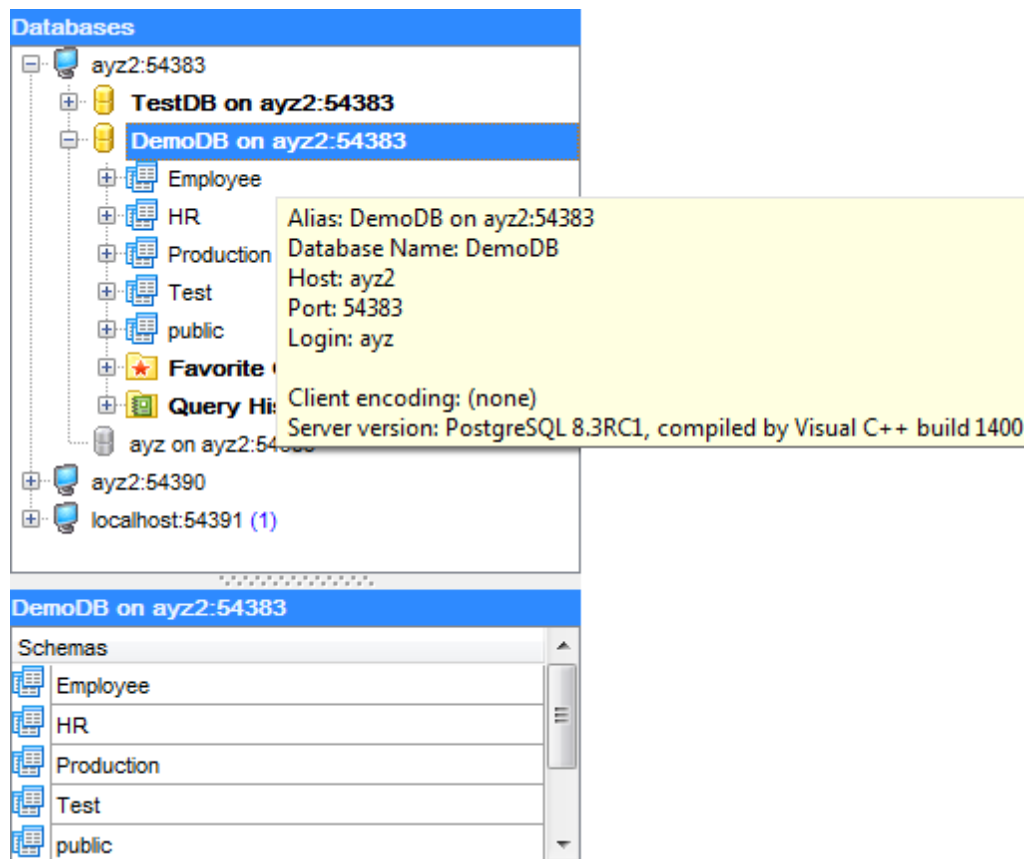 Databases
ayz2:54383
TestDB on ayz2:54383
DemoDB on ayz2:54383
Employee
HR
Production
Test
public
Favorite
Query
ayz on
ayz2:54390
localhost:54391 (1)
Alias: DemoDB on ayz2:54383
Database Name: DemoDB
Host: ayz2
Port: 54383
Login: ayz
Client encoding: (none)
Server version: PostgreSQL 8.3RC1, compiled by Visual C++ build 1400
DemoDB on ayz2:54383
Schemas
Employee
HR
Production
Test
public